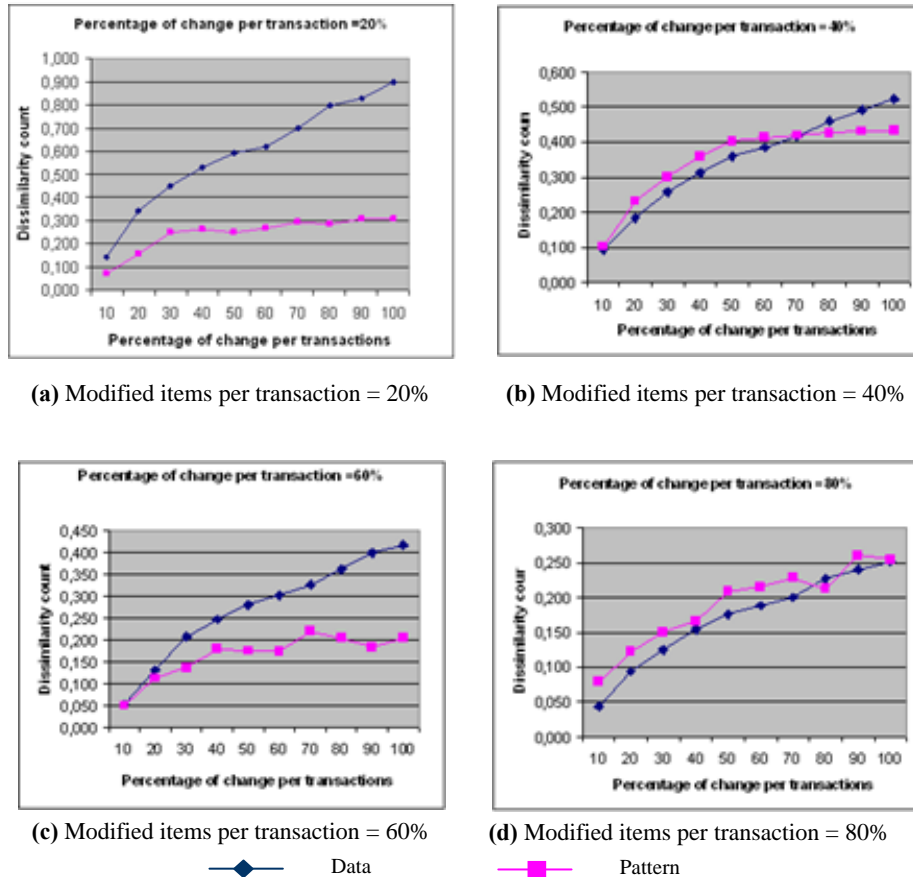 Percentage of change per transaction =20%
1,000
0,900
0,800
0,700
0,600
0,500
0,400
0,300
0,200
0,100
0,000
Dissimilarity count
10 20 30 40 50 60 70 80 90 100
Percentage of change per transactions
(a) Modified items per transaction = 20%
Percentage of change per transaction =40%
0,600
0,500
0,400
0,300
0,200
0,100
0,000
Dissimilarity coun
10 20 30 40 50 60 70 80 90 100
Percentage of change per transactions
(b) Modified items per transaction = 40%
Percentage of change per transaction =60%
0,450
0,400
0,350
0,300
0,250
0,200
0,150
0,100
0,050
0,000
Dissimilarity count
10 20 30 40 50 60 70 80 90 100
Percentage of change per transactions
(c) Modified items per transaction = 60%
Percentage of change per transaction =80%
0,300
0,250
0,200
0,150
0,100
0,050
0,000
Dissimilarity cour
10 20 30 40 50 60 70 80 90 100
Percentage of change per transactions
(d) Modified items per transaction = 80%
Data Pattern